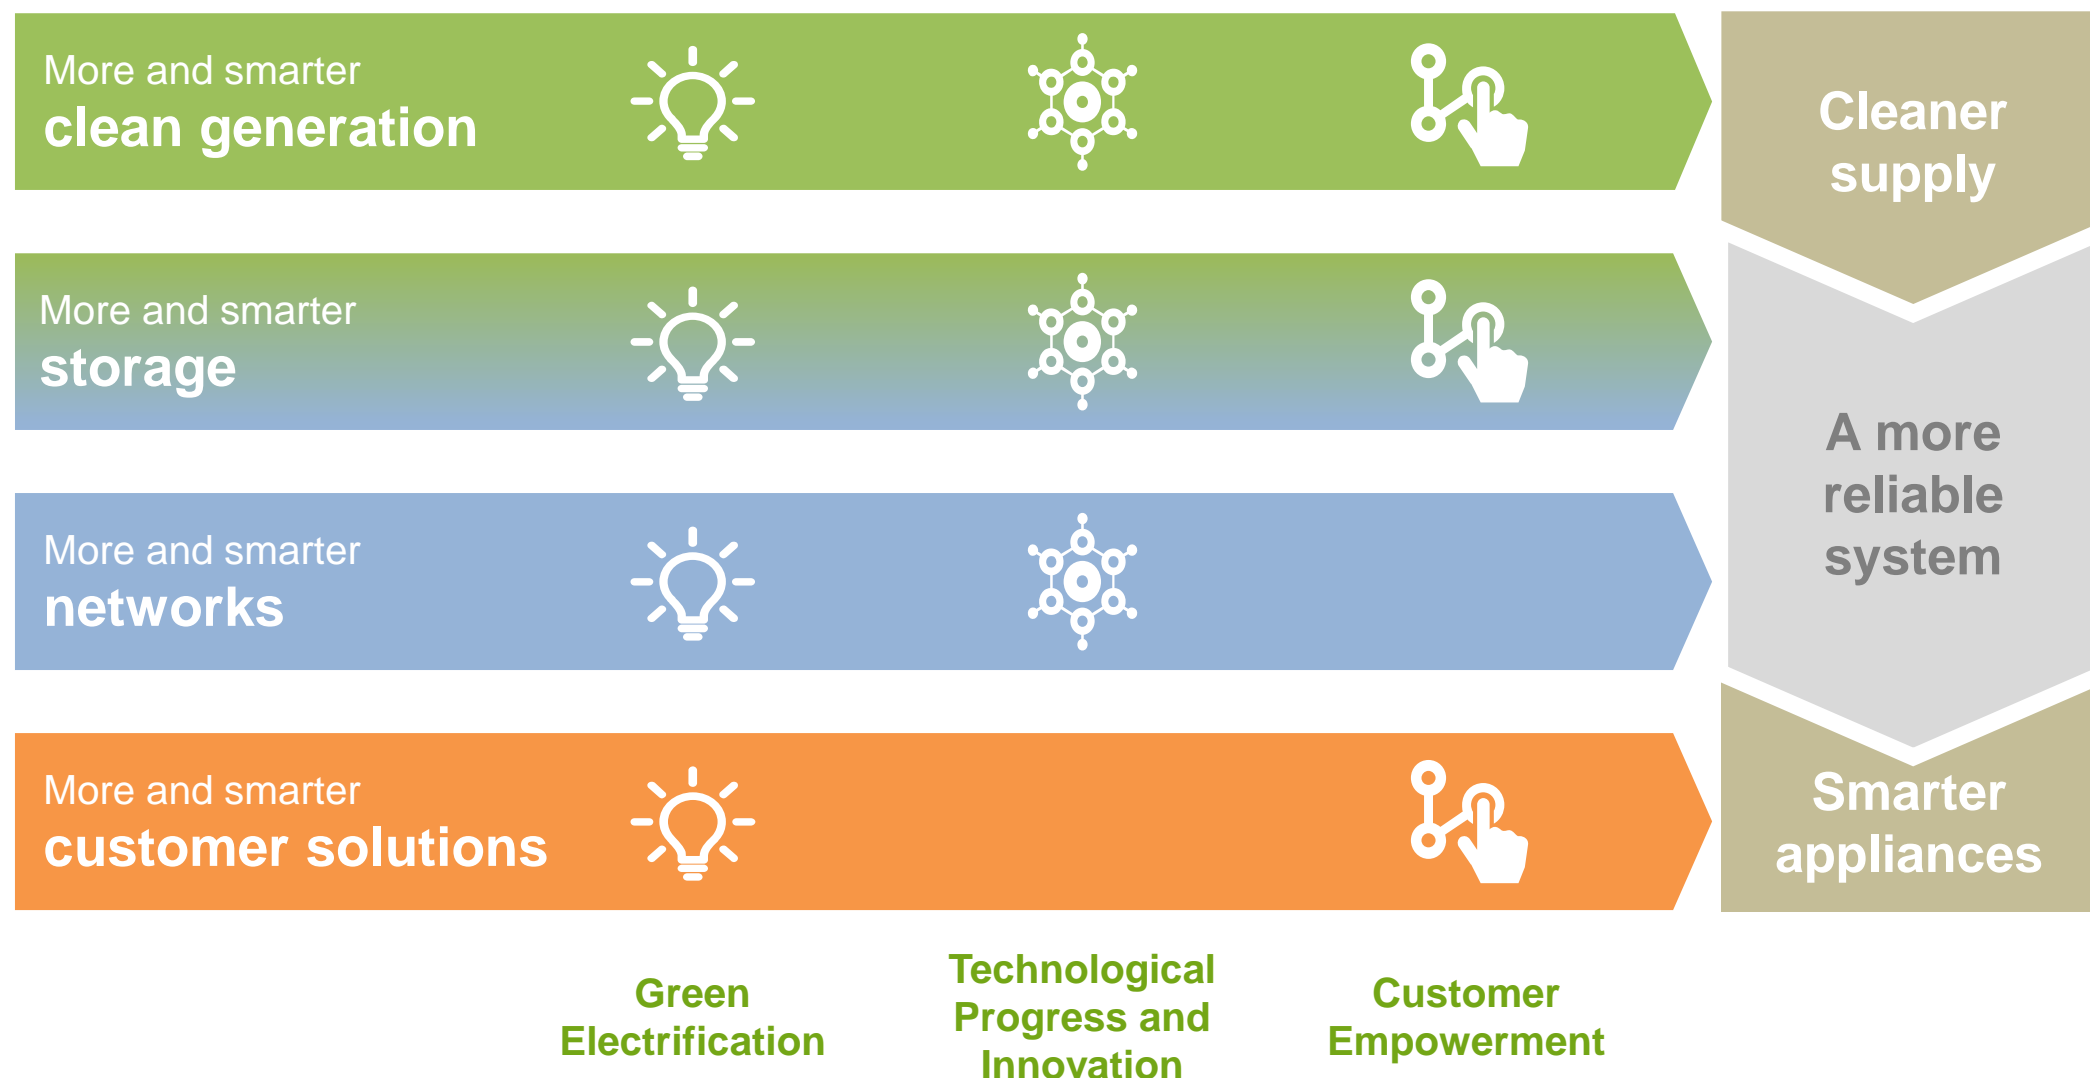 More and smarter
clean generation
Cleaner
supply
More and smarter
storage
A more
reliable
system
More and smarter
networks
More and smarter
customer solutions
Smarter
appliances
Green
Electrification
Technological
Progress and
Innovation
Customer
Empowerment